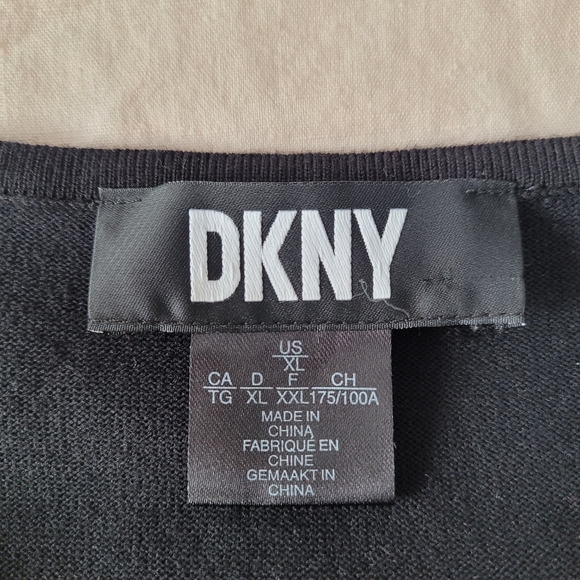 DKNY
US
XL
CA D F CH
TG XL XXL 175/100A
MADE IN
CHINA
FABRIQUÉ EN
CHINE
GEMAAKT IN
CHINA